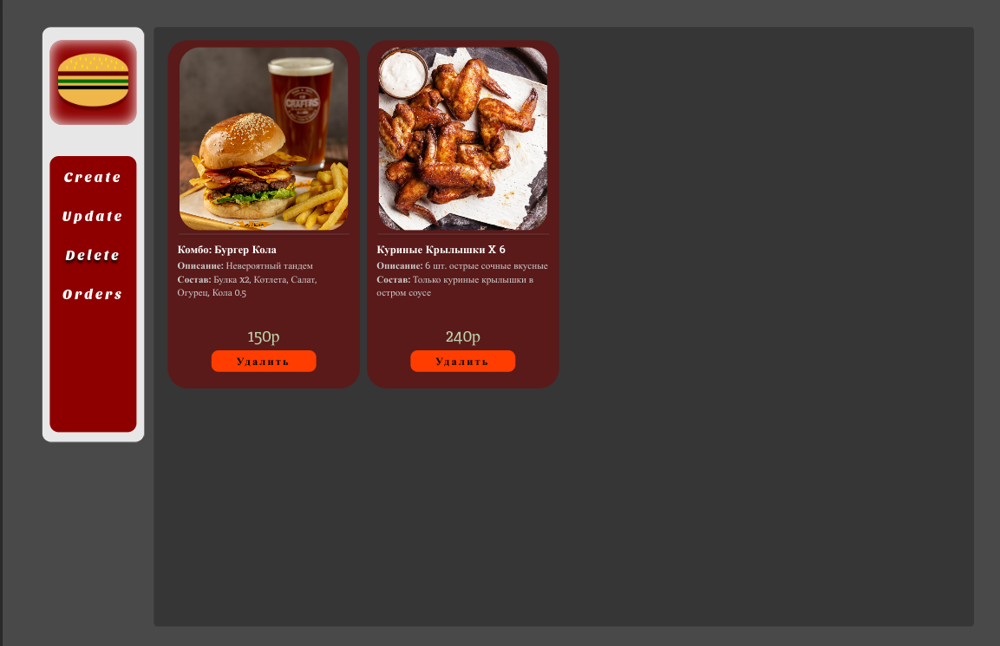 Create
Update
Delete
Orders
CRAFTERS
Комбо: Бургер Кола
Описание: Невероятный тандем
Состав: Булка x2, Котлета, Салат,
Огурец, Кола 0.5
150р
Удалить
Куриные Крылышки X 6
Описание: 6 шт. острые сочные вкусные
Состав: Только куриные крылышки в
остром соусе
240р
Удалить